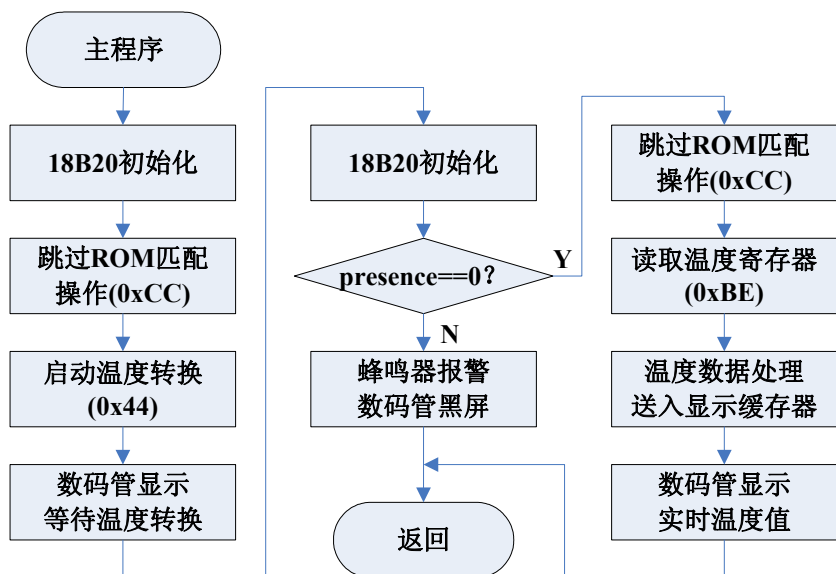 主程序
18B20初始化
跳过ROM匹配
操作(0xCC)
启动温度转换
(0x44)
数码管显示
等待温度转换
18B20初始化
presence==0?
Y
N
蜂鸣器报警
数码管黑屏
返回
跳过ROM匹配
操作(0xCC)
读取温度寄存器
(0xBE)
温度数据处理
送入显示缓存器
数码管显示
实时温度值